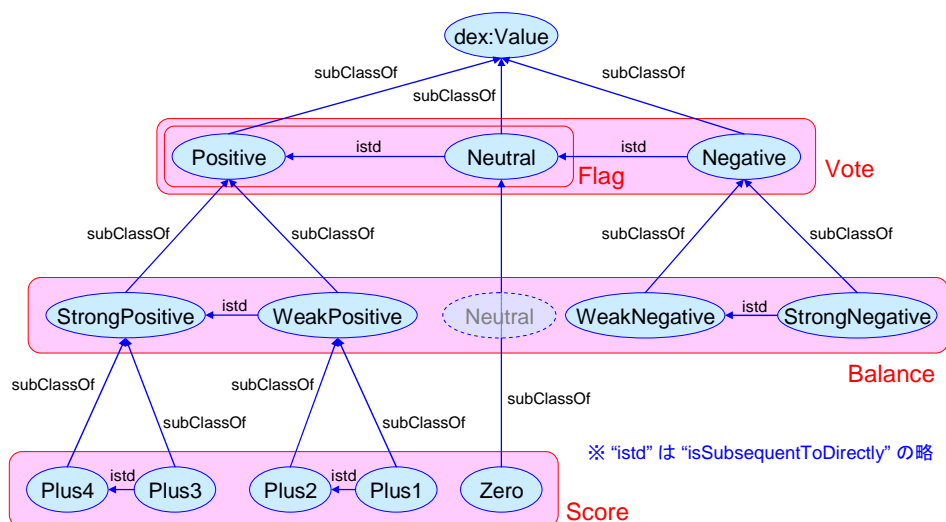 dex:Value
subClassOf
subClassOf
subClassOf
Positive
istd
Neutral
istd
Negative
Flag
Vote
subClassOf
subClassOf
subClassOf
subClassOf
StrongPositive
istd
WeakPositive
Neutral
WeakNegative
istd
StrongNegative
Balance
subClassOf
subClassOf
subClassOf
subClassOf
subClassOf
※ “istd” は “isSubsequentToDirectly” の略
Plus4
istd
Plus3
Plus2
istd
Plus1
Zero
Score